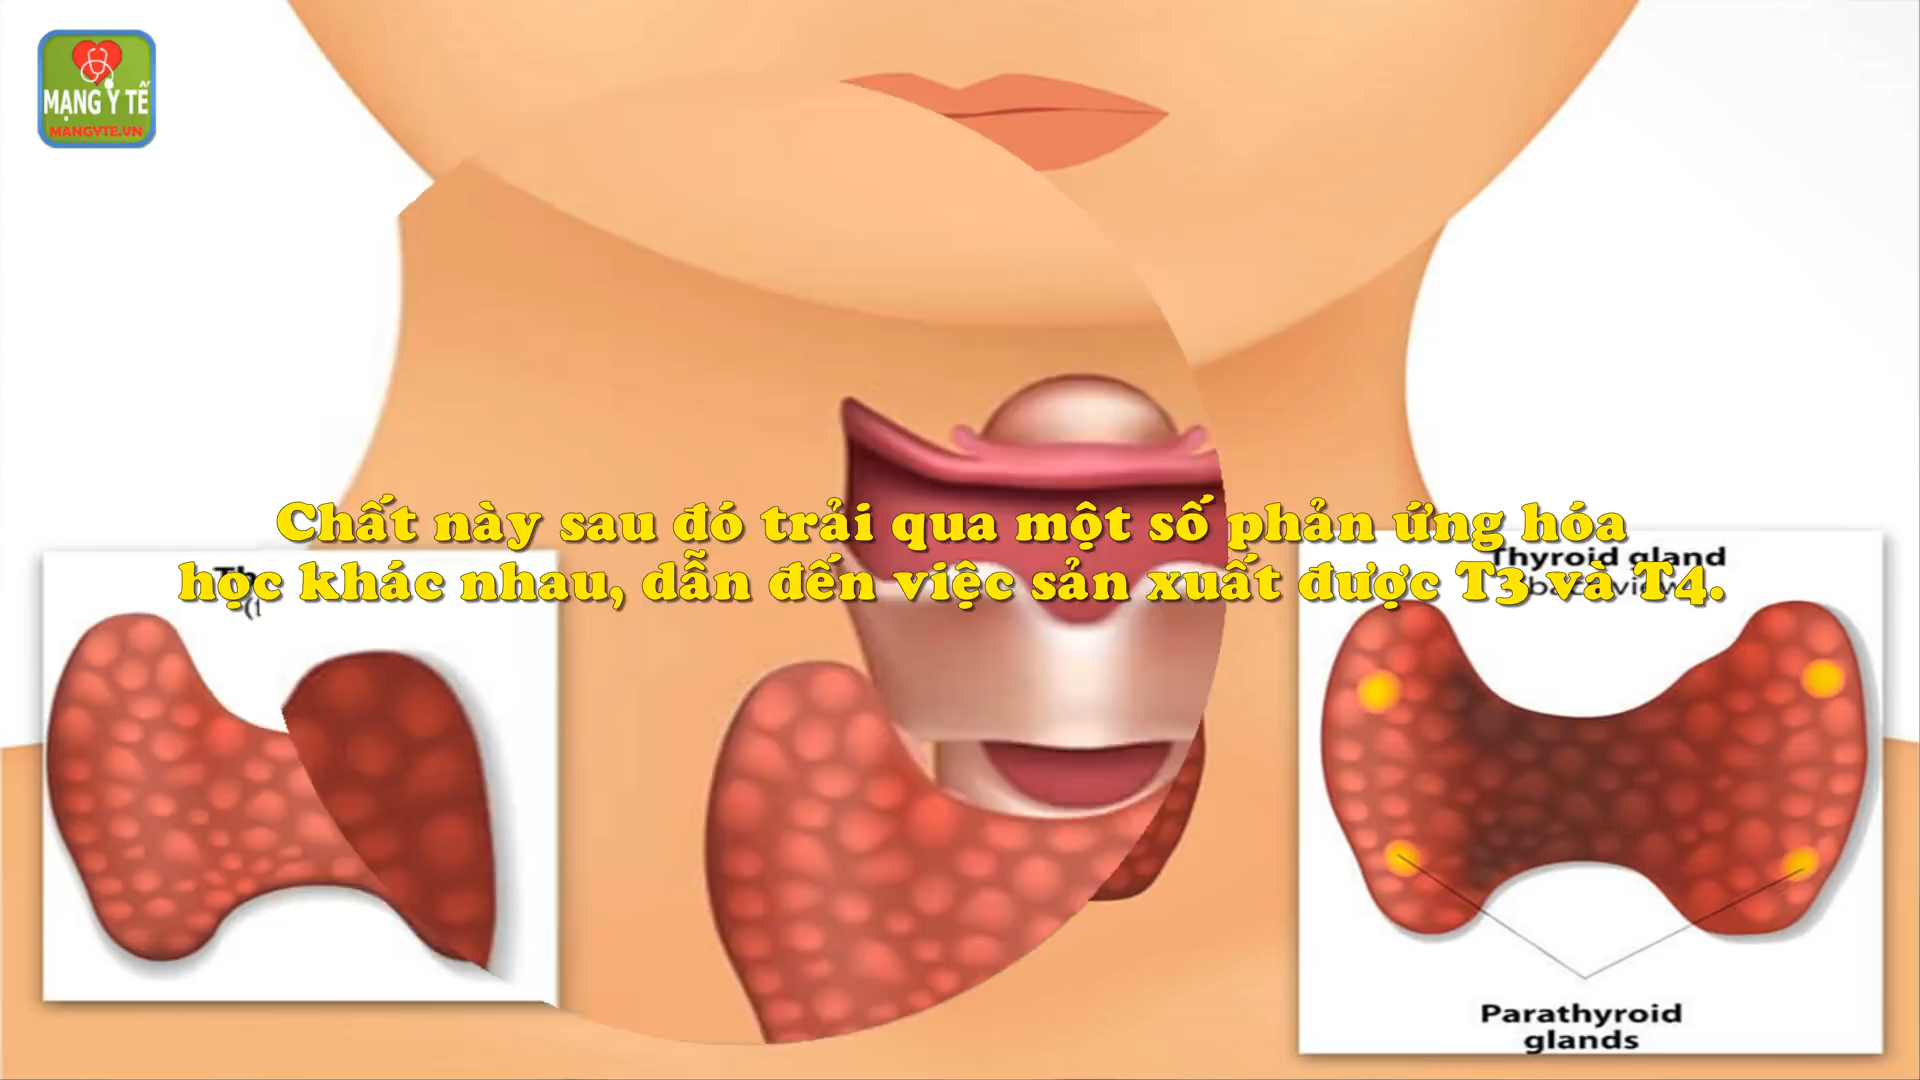 MẠNG Y TẾ
MANGYTE.VN
Chất này sau đó trải qua một số phản ứng hóa
học khác nhau, dẫn đến việc sản xuất được T3 và T4.
Thyroid gland
Parathyroid
glands